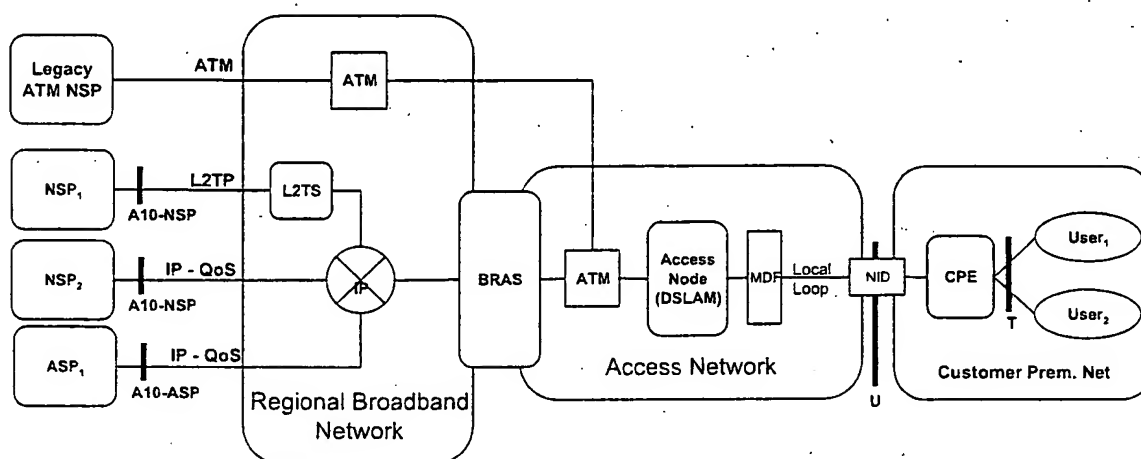 Legacy
ATM NSP
ATM
ATM
NSP₁
A10-NSP
L2TP
L2TS
NSP₂
A10-NSP
IP - QoS
IP
ASP₁
A10-ASP
IP - QoS
Regional Broadband
Network
BRAS
ATM
Access
Node
(DSLAM)
MDF
Local
Loop
Access Network
NID
U
CPE
T
User₁
User₂
Customer Prem. Net